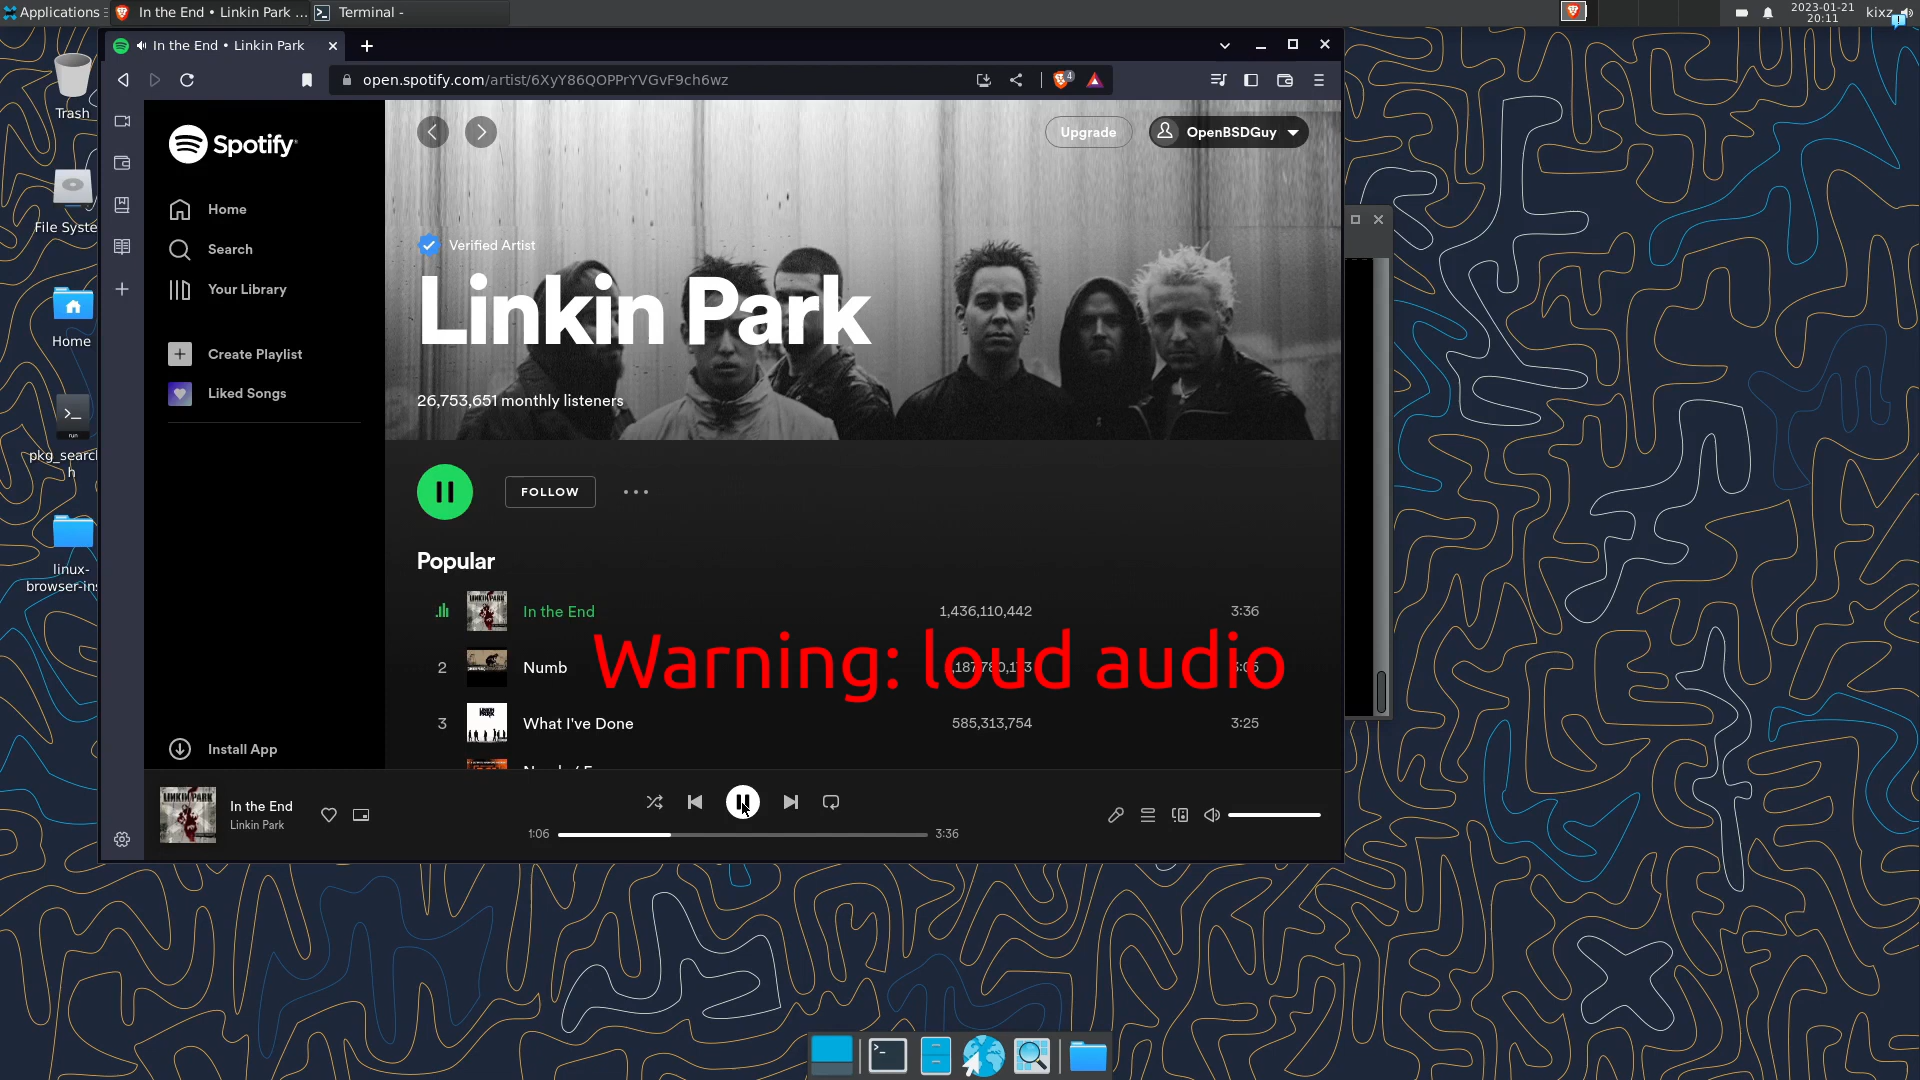 Applications
In the End • Linkin Park ...
Terminal -
2023-01-21
20:11
kixz
In the End • Linkin Park
open.spotify.com/artist/6XyY86QOPPrYVGvF9ch6wz
4
Trash
File Syste
Home
pkg_searc
h
linux-
browser-ins
Spotify
Home
Search
Your Library
Create Playlist
Liked Songs
Install App
Upgrade
OpenBSDGuy
Verified Artist
Linkin Park
26,753,651 monthly listeners
FOLLOW
Popular
In the End 1,436,110,442 3:36
2 Numb
Warning: loud audio
3 What I've Done 585,313,754 3:25
In the End
Linkin Park
1:06
3:36